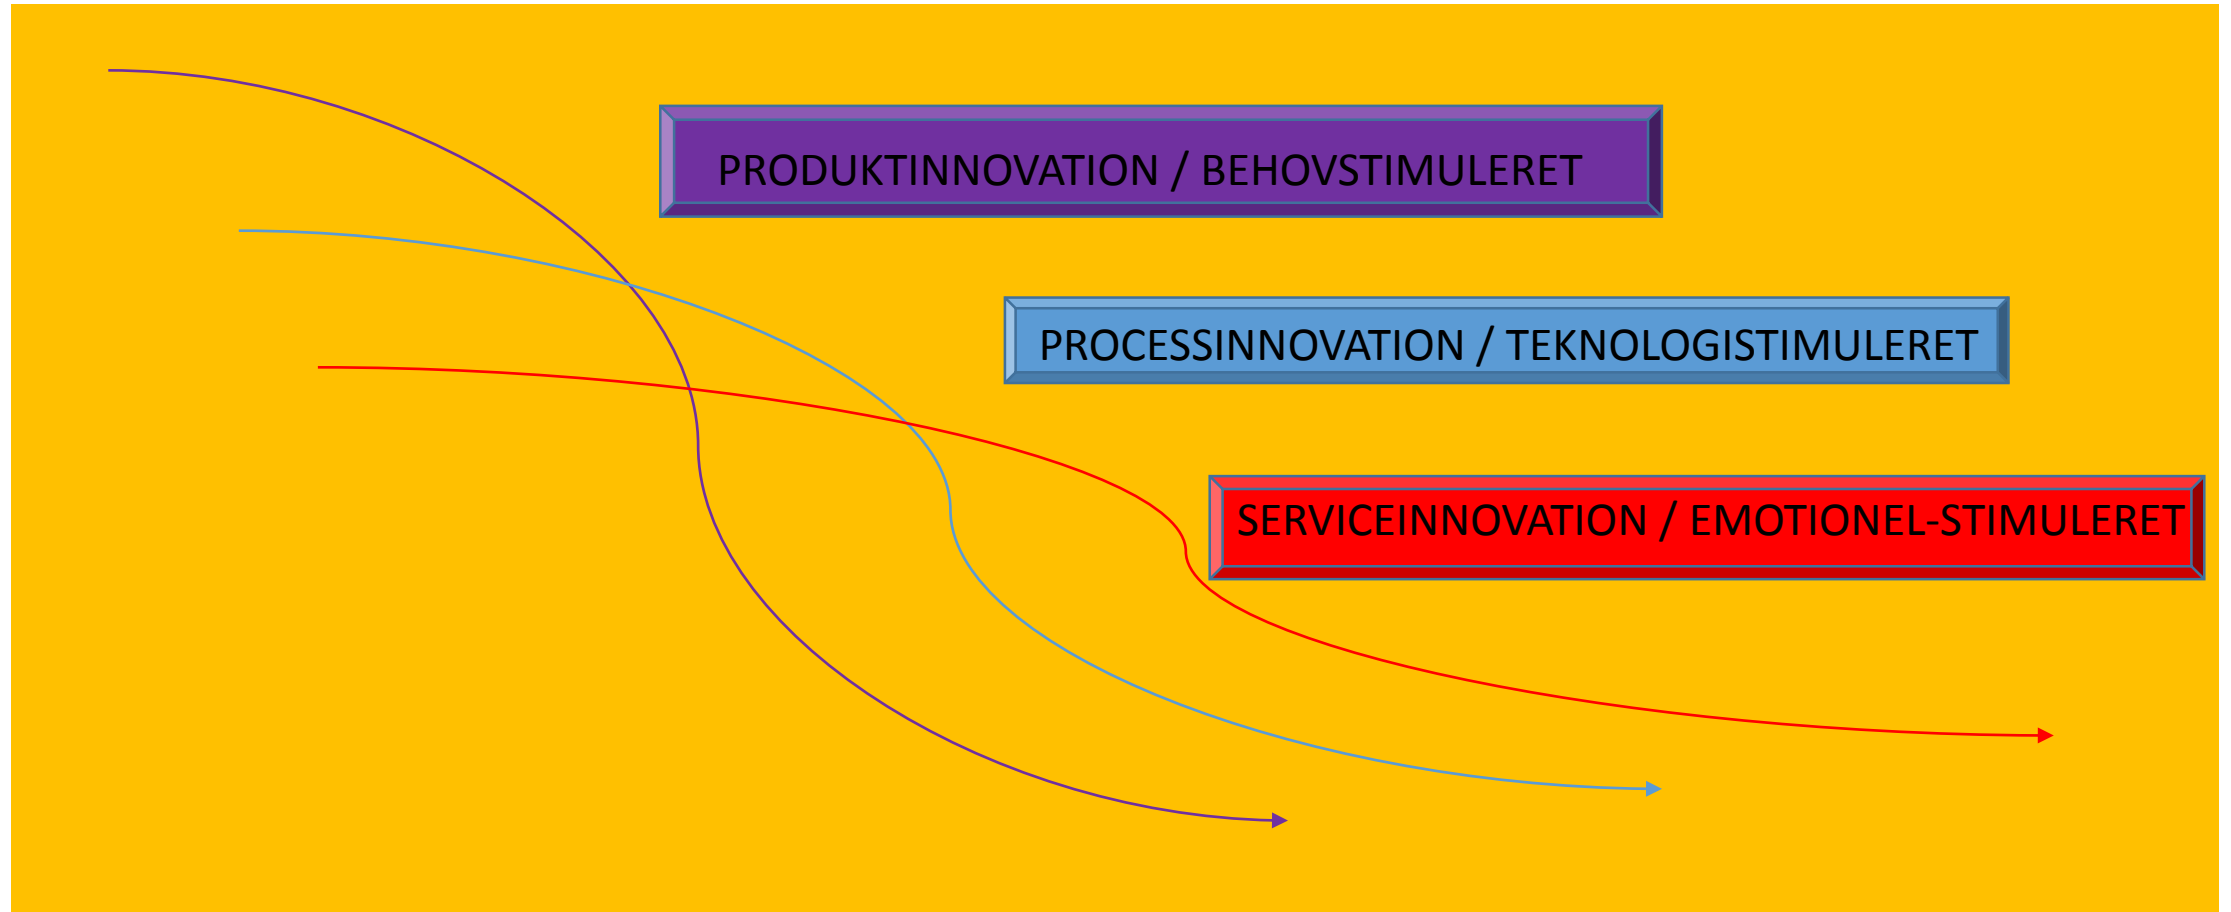 PRODUKTINNOVATION / BEHOVSTIMULERET
PROCESSINNOVATION / TEKNOLOGISTIMULERET
SERVICEINNOVATION / EMOTIONEL-STIMULERET